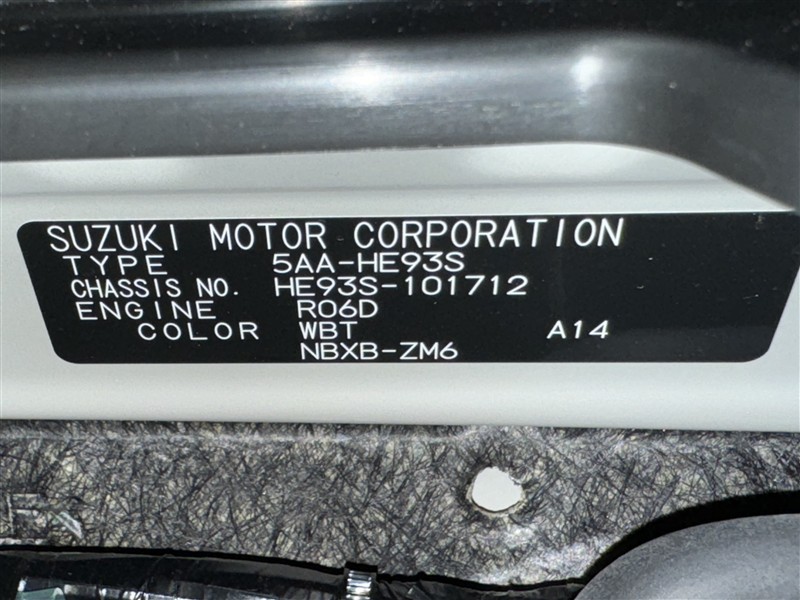 SUZUKI MOTOR CORPORATION
TYPE 5AA-HE93S
CHASSIS NO. HE93S-101712
ENGINE R06D
COLOR WBT A14
NBXB-ZM6